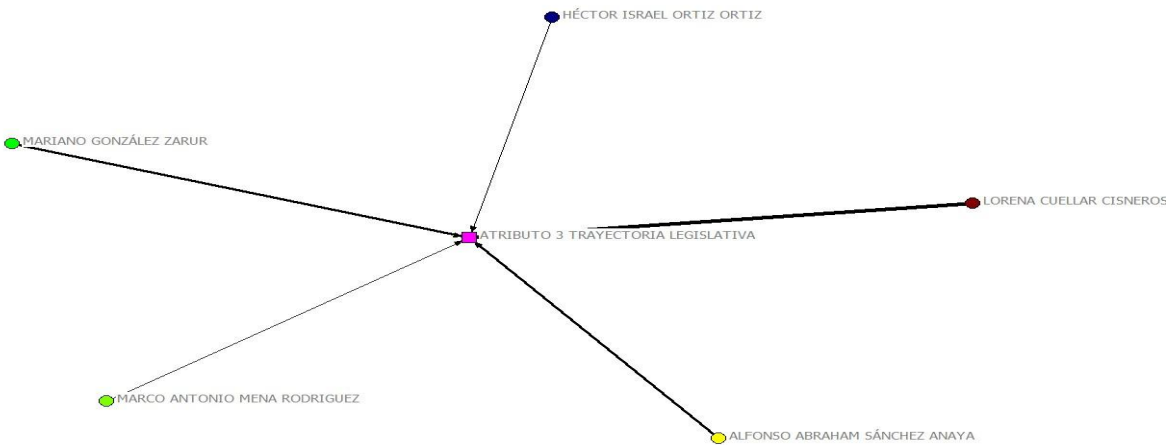 HÉCTOR ISRAEL ORTIZ ORTIZ
MARIANO GONZÁLEZ ZARUR
LORENA CUELLAR CISNEROS
ATRIBUTO 3 TRAYECTORIA LEGISLATIVA
MARCO ANTONIO MENA RODRIGUEZ
ALFONSO ABRAHAM SÁNCHEZ ANAYA